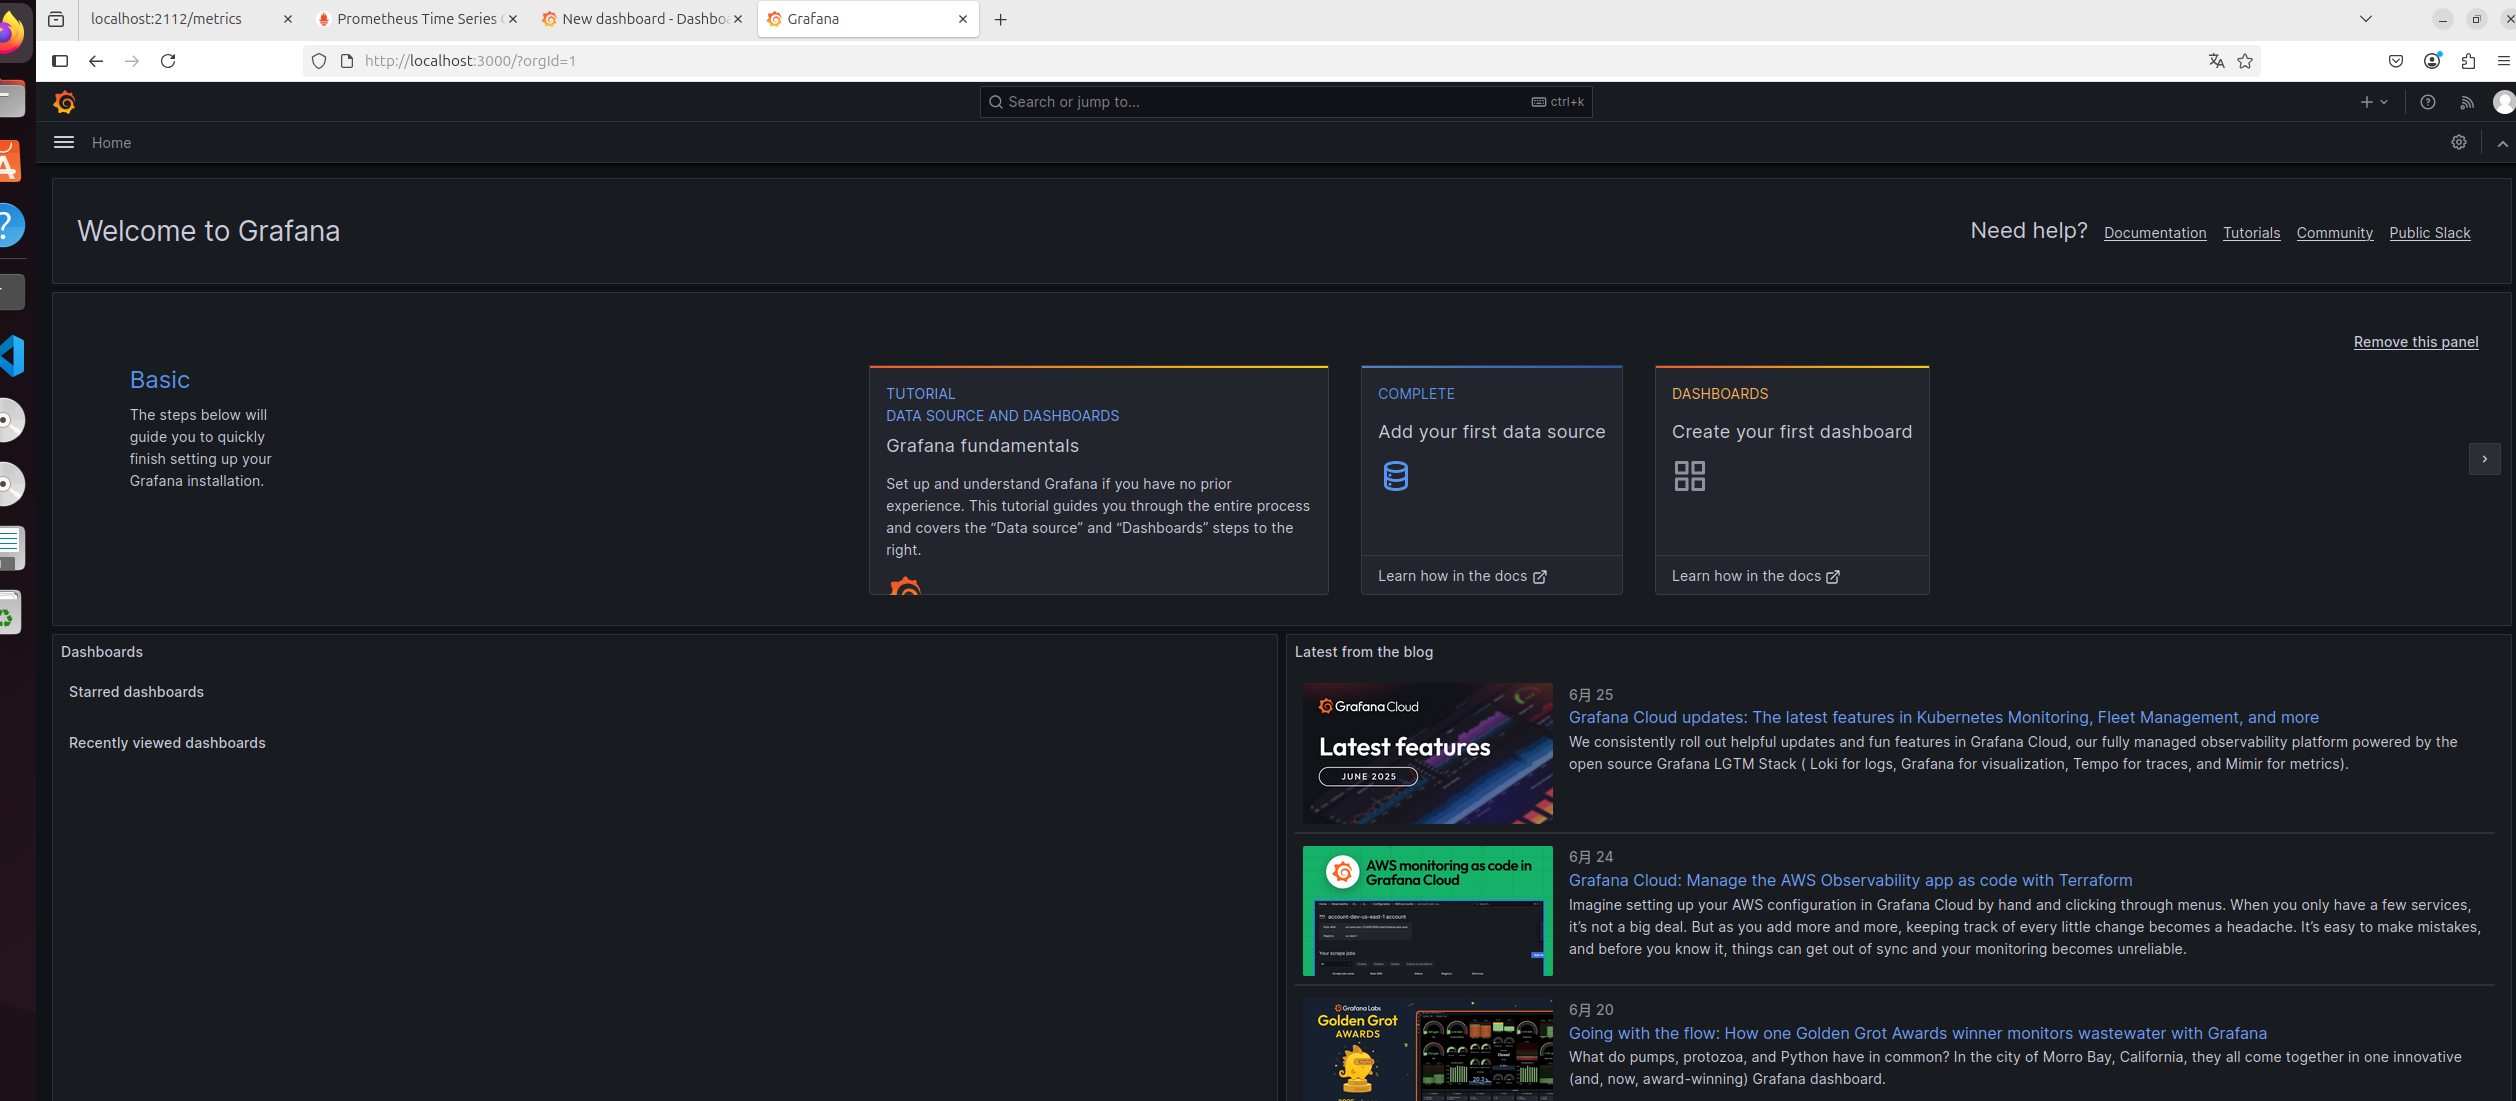 localhost:2112/metrics
Prometheus Time Series
New dashboard - Dashbo
Grafana
http://localhost:3000/?orgId=1
Search or jump to...
ctrl+k
Home
Welcome to Grafana
Need help?
Documentation
Tutorials
Community
Public Slack
Remove this panel
Basic
The steps below will
guide you to quickly
finish setting up your
Grafana installation.
TUTORIAL
DATA SOURCE AND DASHBOARDS
Grafana fundamentals
Set up and understand Grafana if you have no prior
experience. This tutorial guides you through the entire process
and covers the “Data source” and “Dashboards” steps to the
right.
COMPLETE
Add your first data source
Learn how in the docs
DASHBOARDS
Create your first dashboard
Learn how in the docs
Dashboards
Starred dashboards
Recently viewed dashboards
Latest from the blog
Grafana Cloud
Latest features
JUNE 2025
6月 25
Grafana Cloud updates: The latest features in Kubernetes Monitoring, Fleet Management, and more
We consistently roll out helpful updates and fun features in Grafana Cloud, our fully managed observability platform powered by the
open source Grafana LGTM Stack ( Loki for logs, Grafana for visualization, Tempo for traces, and Mimir for metrics).
AWS monitoring as code in
Grafana Cloud
account-dev-us-east-1 account
Your scrape jobs
6月 24
Grafana Cloud: Manage the AWS Observability app as code with Terraform
Imagine setting up your AWS configuration in Grafana Cloud by hand and clicking through menus. When you only have a few services,
it’s not a big deal. But as you add more and more, keeping track of every little change becomes a headache. It’s easy to make mistakes,
and before you know it, things can get out of sync and your monitoring becomes unreliable.
Grafana Labs
Golden Grot
AWARDS
6月 20
Going with the flow: How one Golden Grot Awards winner monitors wastewater with Grafana
What do pumps, protozoa, and Python have in common? In the city of Morro Bay, California, they all come together in one innovative
(and, now, award-winning) Grafana dashboard.